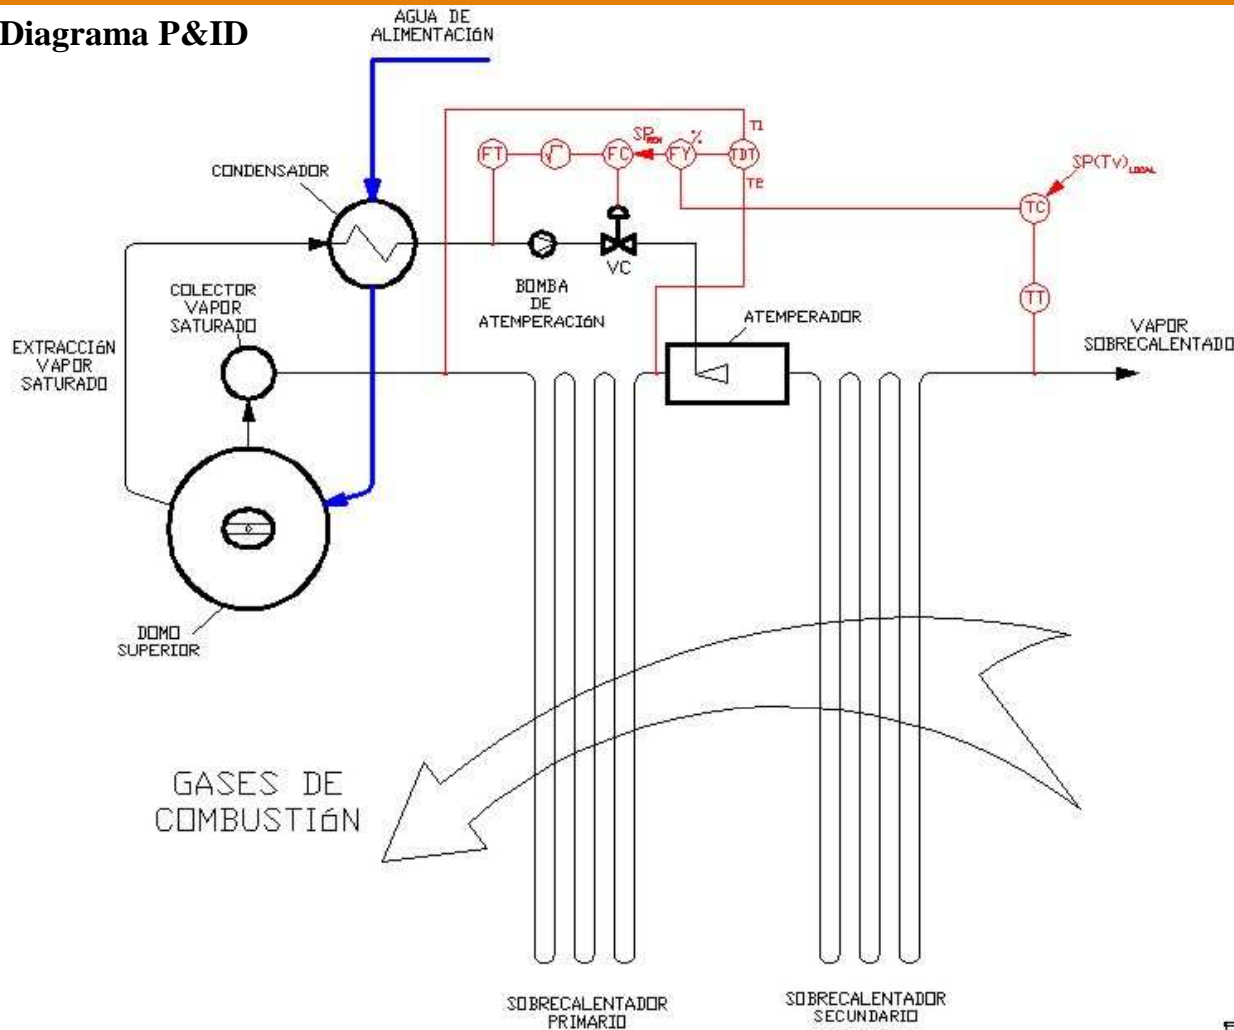 Diagrama P&ID
AGUA DE
ALIMENTACIóN
CONDENSADOR
FT
√
FC
SP
FY
%
TDT
T1
T2
SP(Tv)LOCAL
TC
TT
VC
BOMBA
DE
ATEMPERACIóN
COLECTOR
VAPOR
SATURADO
ATEMPERADOR
VAPOR
SOBRECALENTADO
EXTRACCIóN
VAPOR
SATURADO
DOMO
SUPERIOR
GASES DE
COMBUSTIóN
SOBRECALENTADOR
PRIMARIO
SOBRECALENTADOR
SECUNDARIO